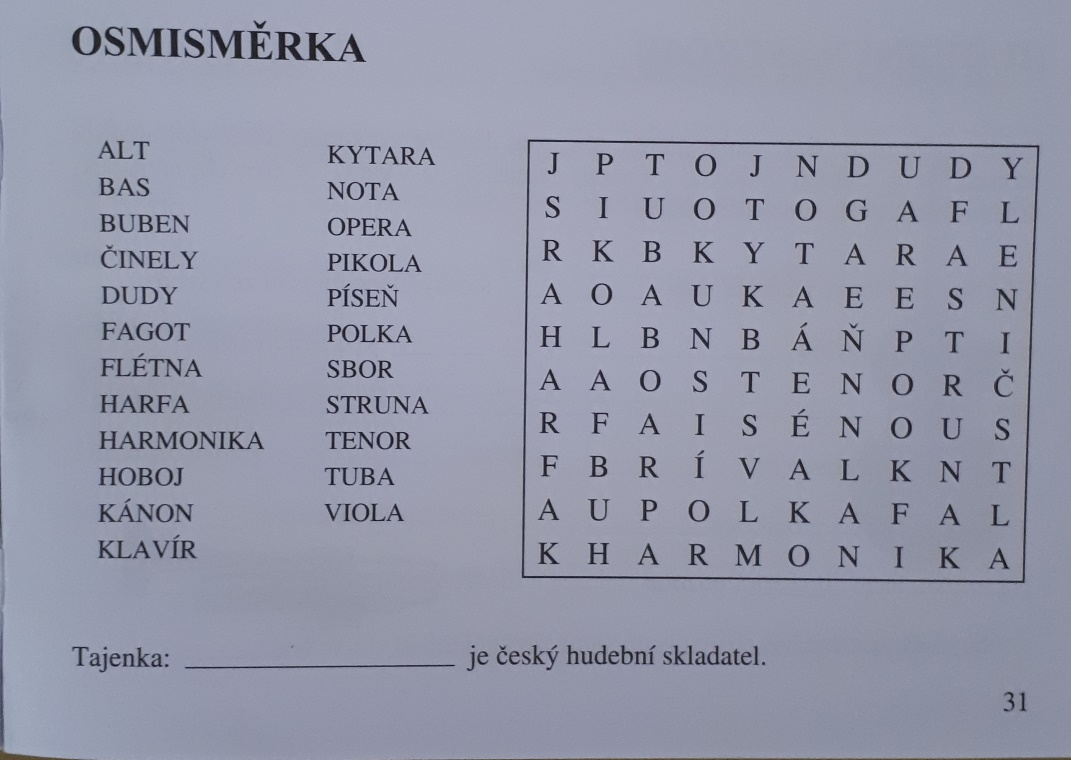 OSMISMĚRKA
ALT
BAS
BUBEN
ČINELY
DUDY
FAGOT
FLÉTNA
HARFA
HARMONIKA
HOBOJ
KÁNON
KLAVÍR
KYTARA
NOTA
OPERA
PIKOLA
PÍSEŇ
POLKA
SBOR
STRUNA
TENOR
TUBA
VIOLA
J P T O J N D U D Y
S I U O T O G A F L
R K B K Y T A R A E
A O A U K A E E S N
H L B N B Á Ň P T I
A A O S T E N O R Č
R F A I S É N O U S
F B R Í V A L K N T
A U P O L K A F A L
K H A R M O N I K A
Tajenka: ____________________ je český hudební skladatel.
31